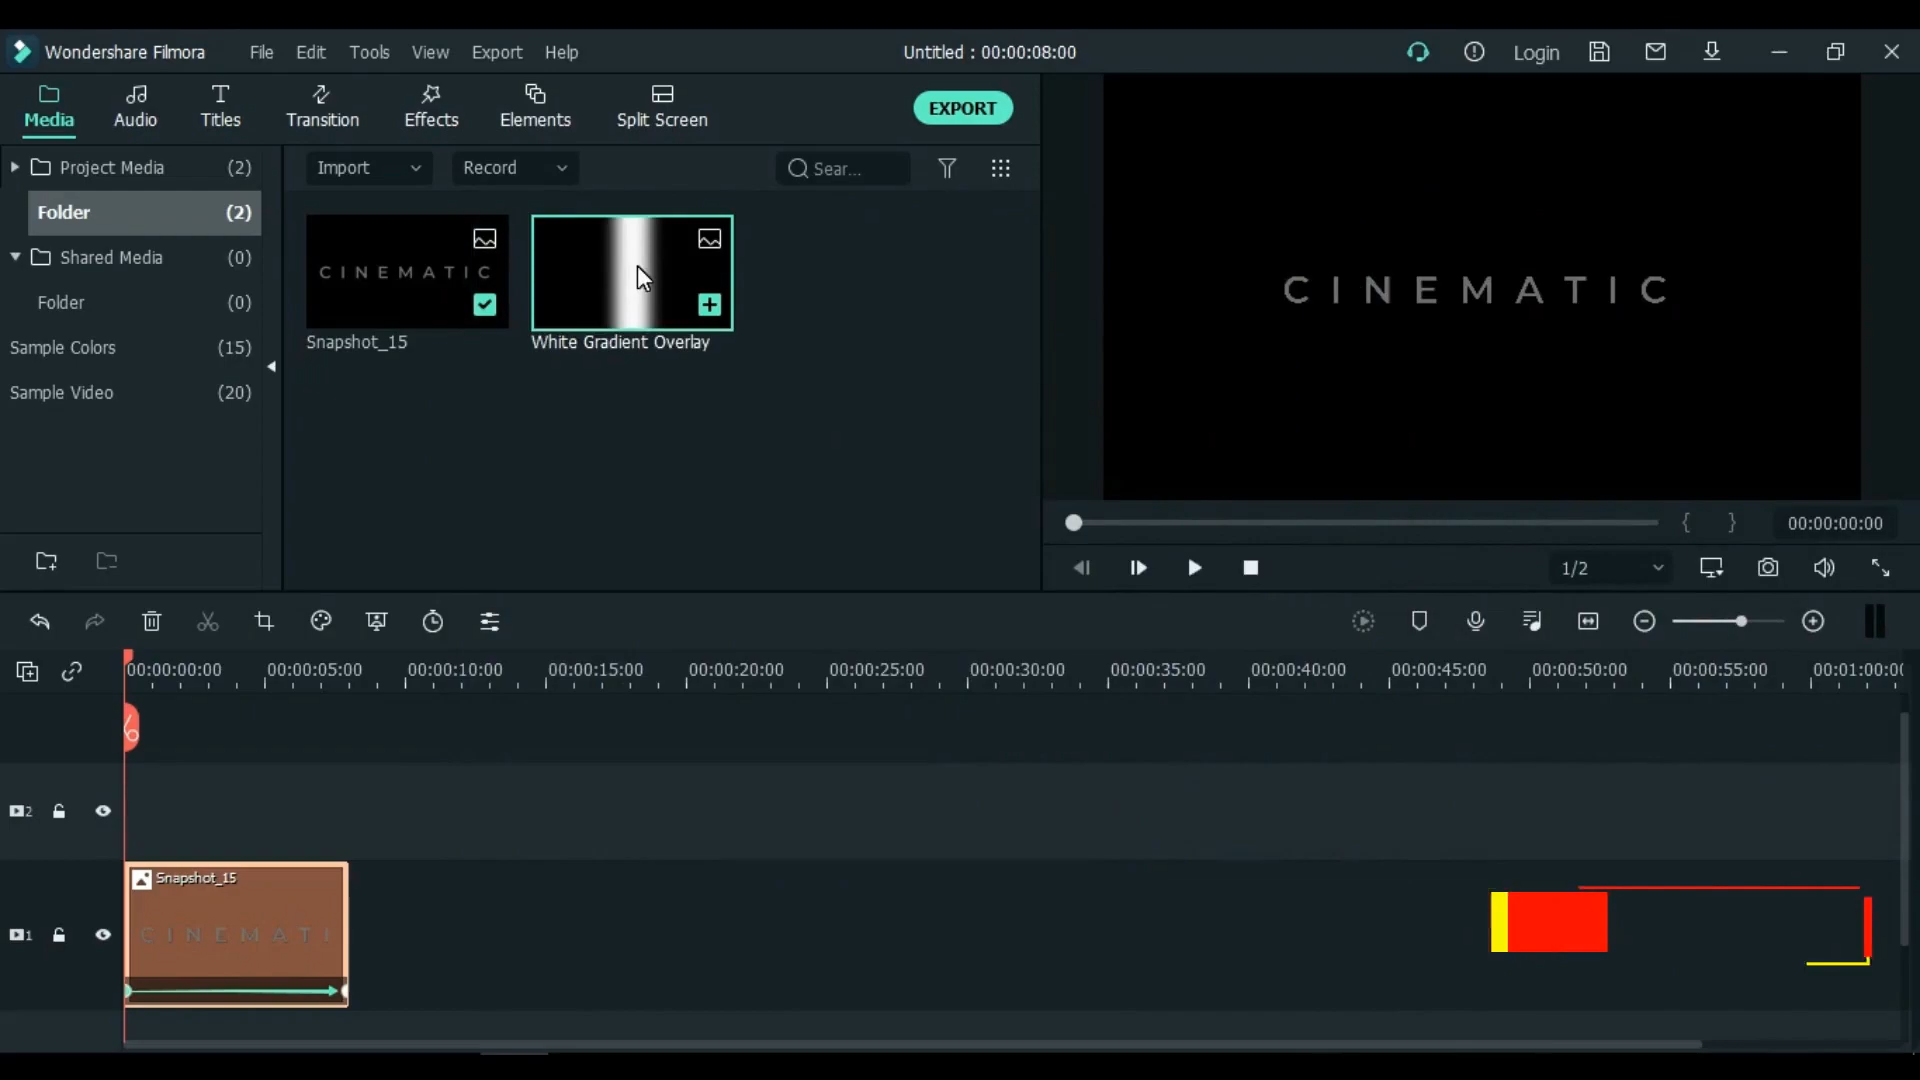 Wondershare Filmora File Edit Tools View Export Help Untitled : 00:00:08:00 Login
Media Audio Titles Transition Effects Elements Split Screen EXPORT
Project Media (2) Import Record Sear...
Folder (2)
Shared Media (0)
Folder (0)
Sample Colors (15)
Sample Video (20)
CINEMATIC
Snapshot_15 White Gradient Overlay
CINEMATIC
{ } 00:00:00:00
1/2
00:00:00:00 00:00:05:00 00:00:10:00 00:00:15:00 00:00:20:00 00:00:25:00 00:00:30:00 00:00:35:00 00:00:40:00 00:00:45:00 00:00:50:00 00:00:55:00 00:01:00:0
2
Snapshot_15
1 CINEMATI